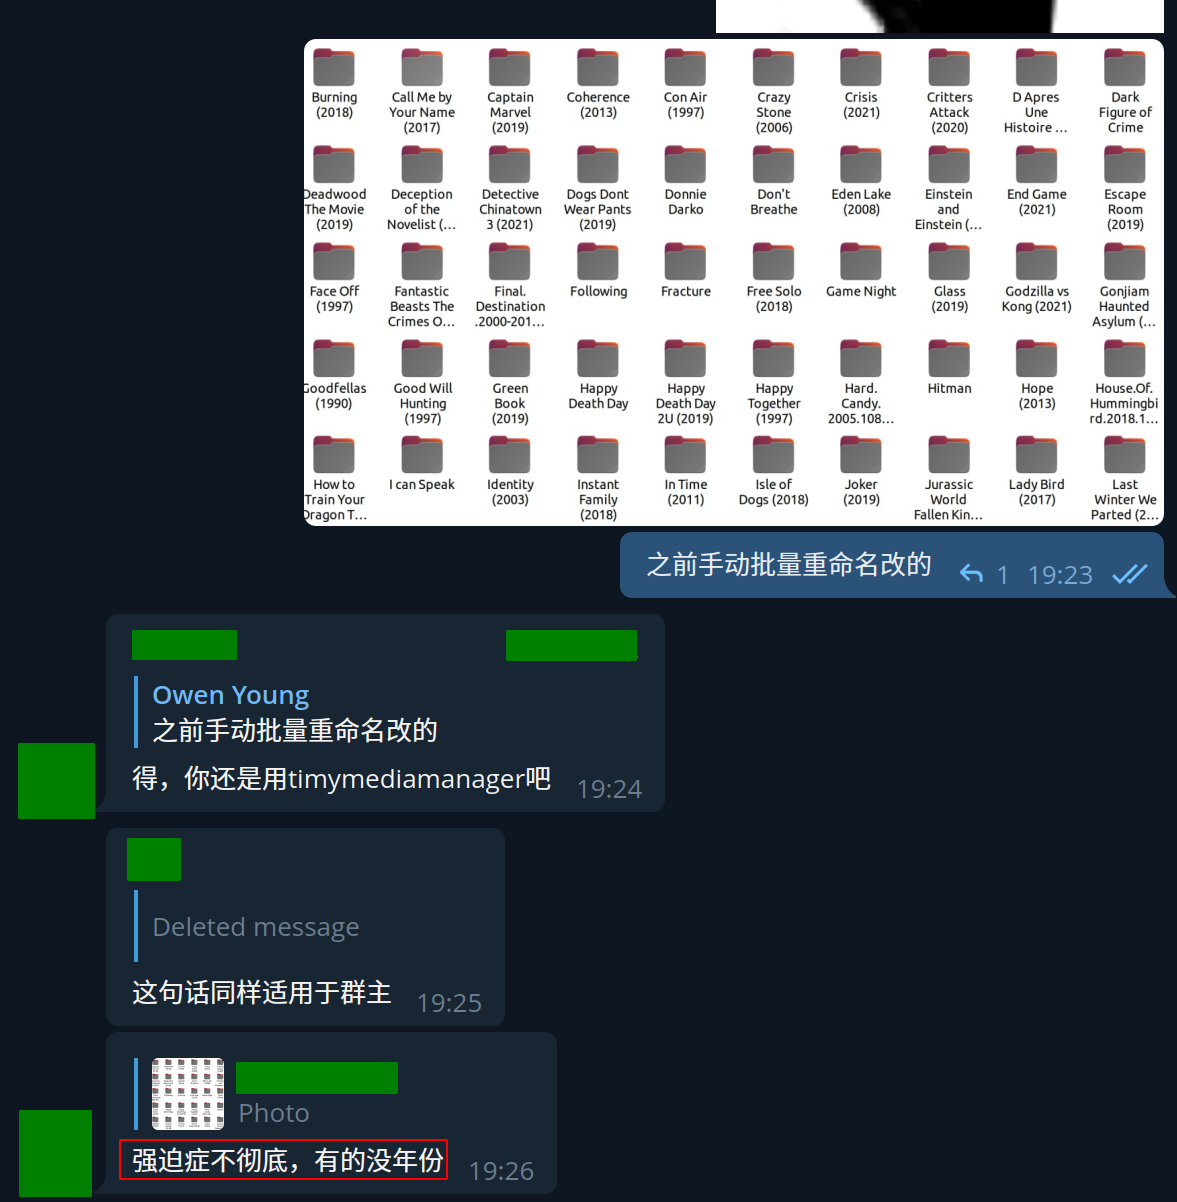 Burning Call Me by Captain Coherence Con Air Crazy Crisis Critters D Apres Dark
(2018) Your Name Marvel (2013) (1997) Stone (2021) Attack Une Figure of
(2017) (2019) (2006) (2020) Histoire ... Crime
Deadwood Deception Detective Dogs Dont Donnie Don't Eden Lake Einstein End Game Escape
The Movie of the Chinatown Wear Pants Darko Breathe (2008) and (2021) Room
(2019) Novelist (... 3 (2021) (2019) Einstein (... (2019)
Face Off Fantastic Final. Following Fracture Free Solo Game Night Glass Godzilla vs Gonjiam
(1997) Beasts The Destination (2018) (2019) Kong (2021) Haunted
Crimes O... .2000-201... Asylum (...
Goodfellas Good Will Green Happy Happy Happy Hard. Hitman Hope House.Of.
(1990) Hunting Book Death Day Death Day Together Candy. (2013) Hummingbi
(1997) (2019) 2U (2019) (1997) 2005.108... rd.2018.1...
How to I can Speak Identity Instant In Time Isle of Joker Jurassic Lady Bird Last
Train Your (2003) Family (2011) Dogs (2018) (2019) World (2017) Winter We
Dragon T... (2018) Fallen Kin... Parted (2...
之前手动批量重命名改的 1 19:23
Owen Young
之前手动批量重命名改的
得，你还是用timymediamanager吧 19:24
Deleted message
这句话同样适用于群主 19:25
Photo
强迫症不彻底，有的没年份 19:26